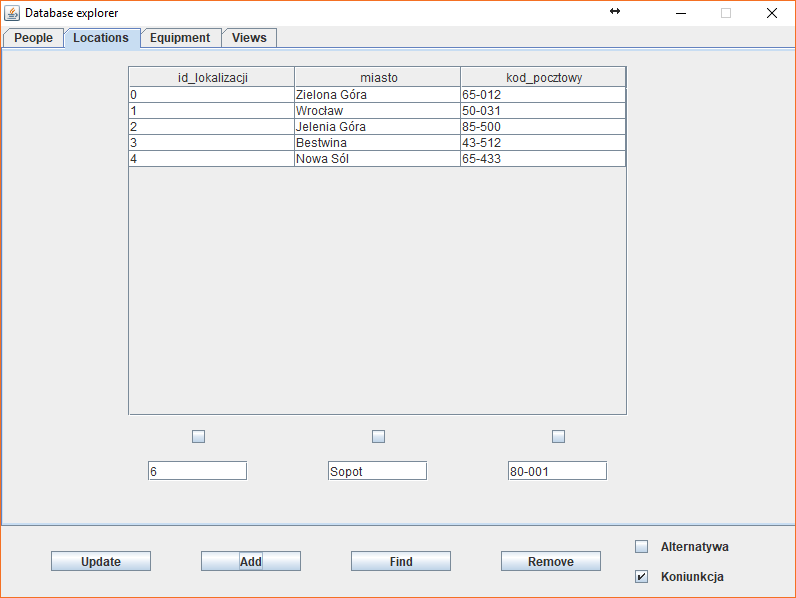 Database explorer
People Locations Equipment Views
id_lokalizacji miasto kod_pocztowy
0 Zielona Góra 65-012
1 Wrocław 50-031
2 Jelenia Góra 85-500
3 Bestwina 43-512
4 Nowa Sól 65-433
6 Sopot 80-001
Update Add Find Remove
Alternatywa
Koniunkcja